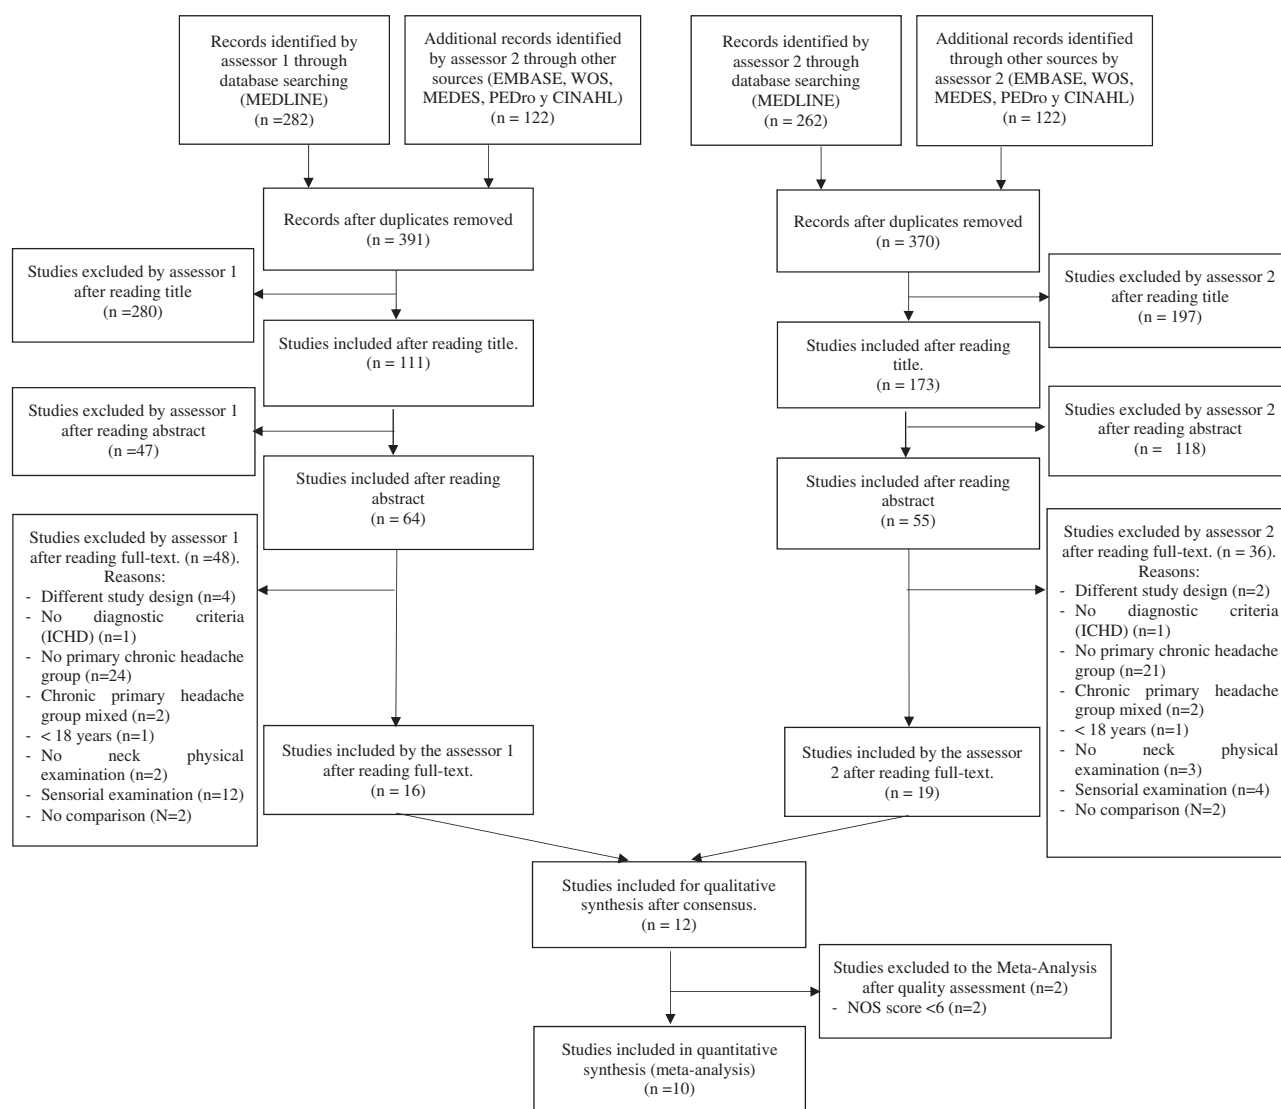 Records identified by
assessor 1 through
database searching
(MEDLINE)
(n =282)
Additional records identified
by assessor 2 through other
sources (EMBASE, WOS,
MEDES, PEDro y CINAHL)
(n = 122)
Records identified by
assessor 2 through
database searching
(MEDLINE)
(n = 262)
Additional records identified
through other sources by
assessor 2 (EMBASE, WOS,
MEDES, PEDro y CINAHL)
(n = 122)
Records after duplicates removed
(n = 391)
Records after duplicates removed
(n = 370)
Studies excluded by assessor 1
after reading title
(n =280)
Studies excluded by assessor 2
after reading title
(n = 197)
Studies included after reading title.
(n = 111)
Studies included after reading
title.
(n = 173)
Studies excluded by assessor 1
after reading abstract
(n =47)
Studies excluded by assessor 2
after reading abstract
(n = 118)
Studies included after reading
abstract
(n = 64)
Studies included after reading
abstract
(n = 55)
Studies excluded by assessor 1
after reading full-text. (n =48).
Reasons:
- Different study design (n=4)
- No diagnostic criteria
(ICHD) (n=1)
- No primary chronic headache
group (n=24)
- Chronic primary headache
group mixed (n=2)
- < 18 years (n=1)
- No neck physical
examination (n=2)
- Sensorial examination (n=12)
- No comparison (N=2)
Studies excluded by assessor 2
after reading full-text. (n = 36).
Reasons:
- Different study design (n=2)
- No diagnostic criteria
(ICHD) (n=1)
- No primary chronic headache
group (n=21)
- Chronic primary headache
group mixed (n=2)
- < 18 years (n=1)
- No neck physical
examination (n=3)
- Sensorial examination (n=4)
- No comparison (N=2)
Studies included by the assessor 1
after reading full-text.
(n = 16)
Studies included by the assessor
2 after reading full-text.
(n = 19)
Studies included for qualitative
synthesis after consensus.
(n = 12)
Studies excluded to the Meta-Analysis
after quality assessment (n=2)
- NOS score <6 (n=2)
Studies included in quantitative
synthesis (meta-analysis)
(n =10)